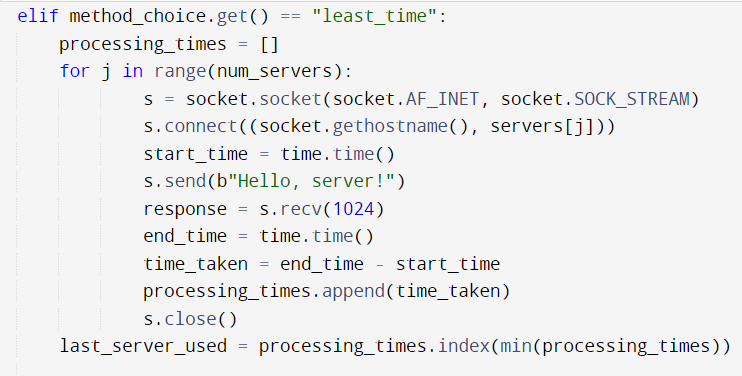 elif method_choice.get() == "least_time":
    processing_times = []
    for j in range(num_servers):
            s = socket.socket(socket.AF_INET, socket.SOCK_STREAM)
            s.connect((socket.gethostname(), servers[j]))
            start_time = time.time()
            s.send(b"Hello, server!")
            response = s.recv(1024)
            end_time = time.time()
            time_taken = end_time - start_time
            processing_times.append(time_taken)
            s.close()
    last_server_used = processing_times.index(min(processing_times))